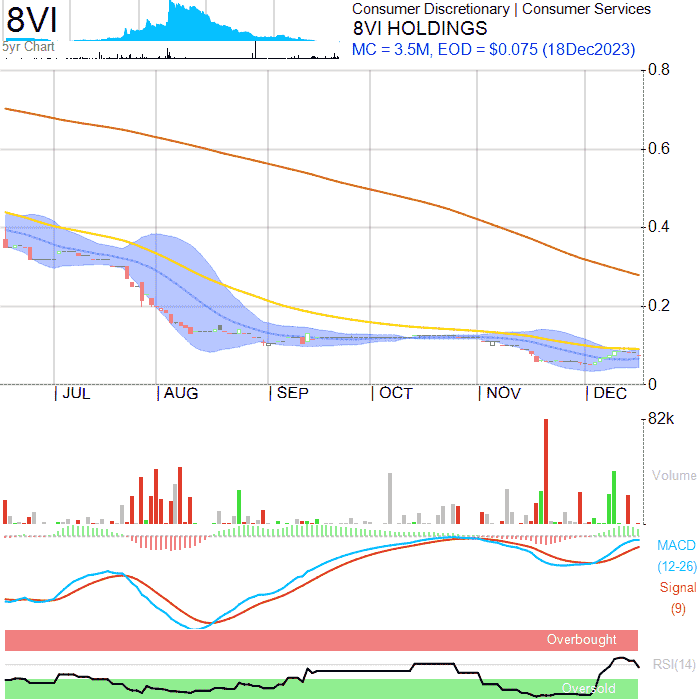 8VI
5yr Chart
Consumer Discretionary | Consumer Services
8VI HOLDINGS
MC = 3.5M, EOD = $0.075 (18Dec2023)
0.8
0.6
0.4
0.2
0
| JUL | AUG | SEP | OCT | NOV | DEC
82k
Volume
MACD
(12-26)
Signal
(9)
Overbought
RSI(14)
Oversold